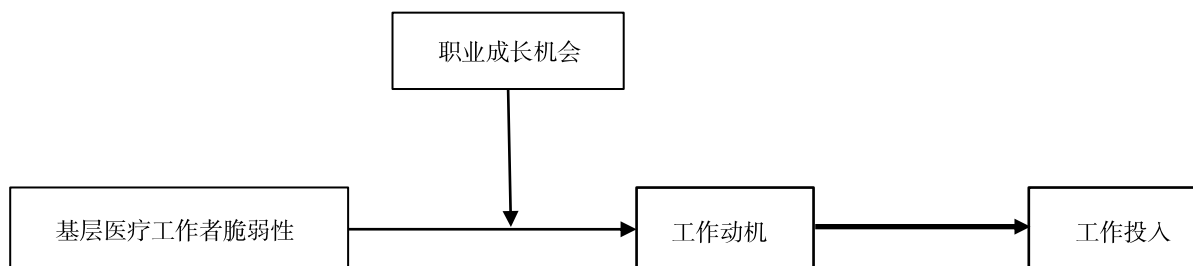 职业成长机会
基层医疗工作者脆弱性
工作动机
工作投入